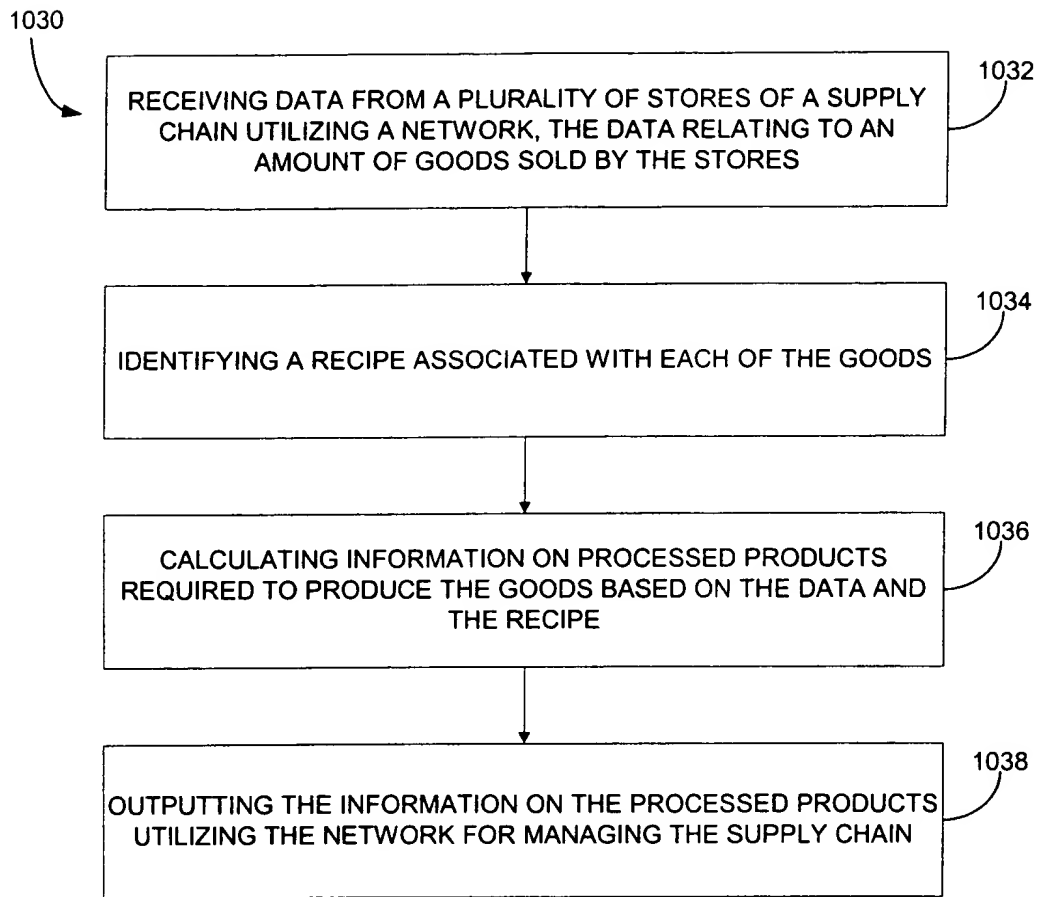 1030
1032
RECEIVING DATA FROM A PLURALITY OF STORES OF A SUPPLY
CHAIN UTILIZING A NETWORK, THE DATA RELATING TO AN
AMOUNT OF GOODS SOLD BY THE STORES
1034
IDENTIFYING A RECIPE ASSOCIATED WITH EACH OF THE GOODS
1036
CALCULATING INFORMATION ON PROCESSED PRODUCTS
REQUIRED TO PRODUCE THE GOODS BASED ON THE DATA AND
THE RECIPE
1038
OUTPUTTING THE INFORMATION ON THE PROCESSED PRODUCTS
UTILIZING THE NETWORK FOR MANAGING THE SUPPLY CHAIN